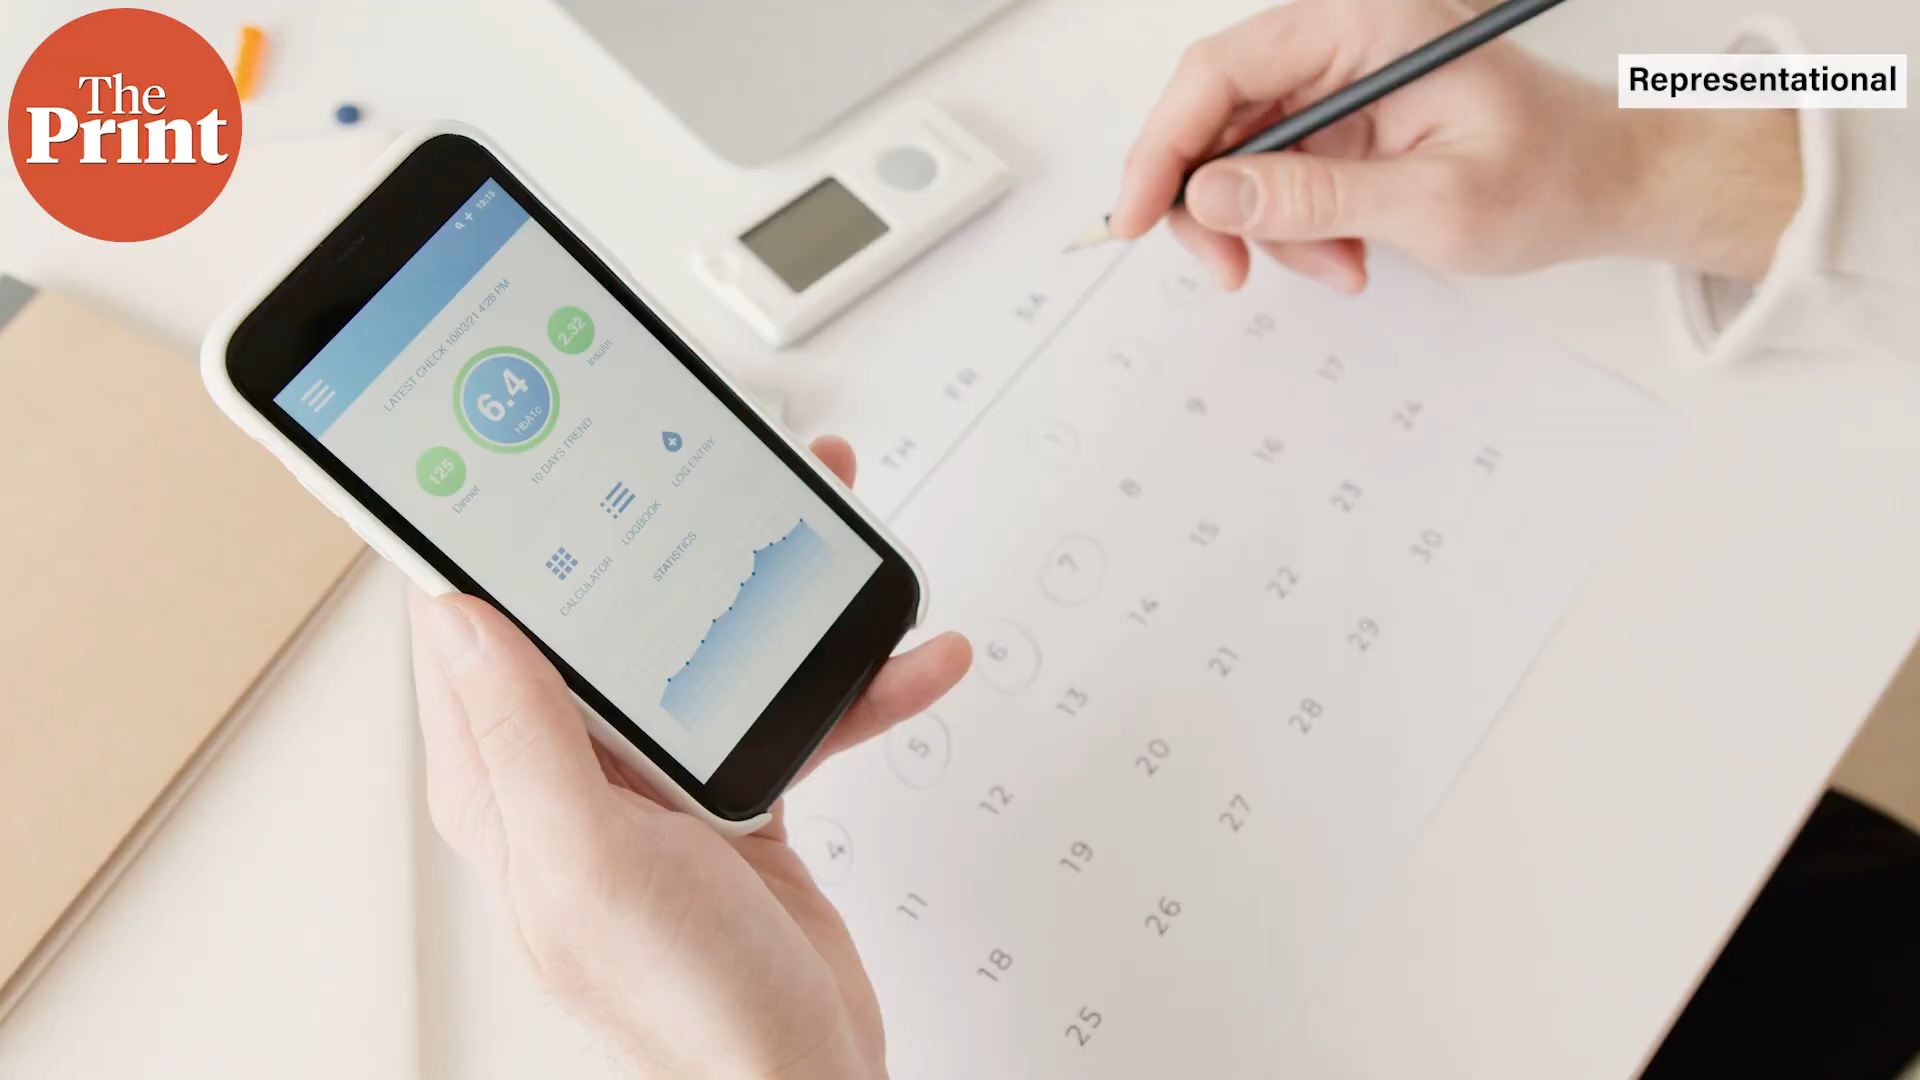 The
Print
Representational
13:15
LATEST CHECK 10/03/21 4:28 PM
125
Dinner
6.4
HbA1c
2.32
Insulin
10 DAYS TREND
CALCULATOR
LOGBOOK
LOG ENTRY
STATISTICS
TH FR SA
1 2 3
4 5 6 7 8 9 10
11 12 13 14 15 16 17
18 19 20 21 22 23 24
25 26 27 28 29 30 31